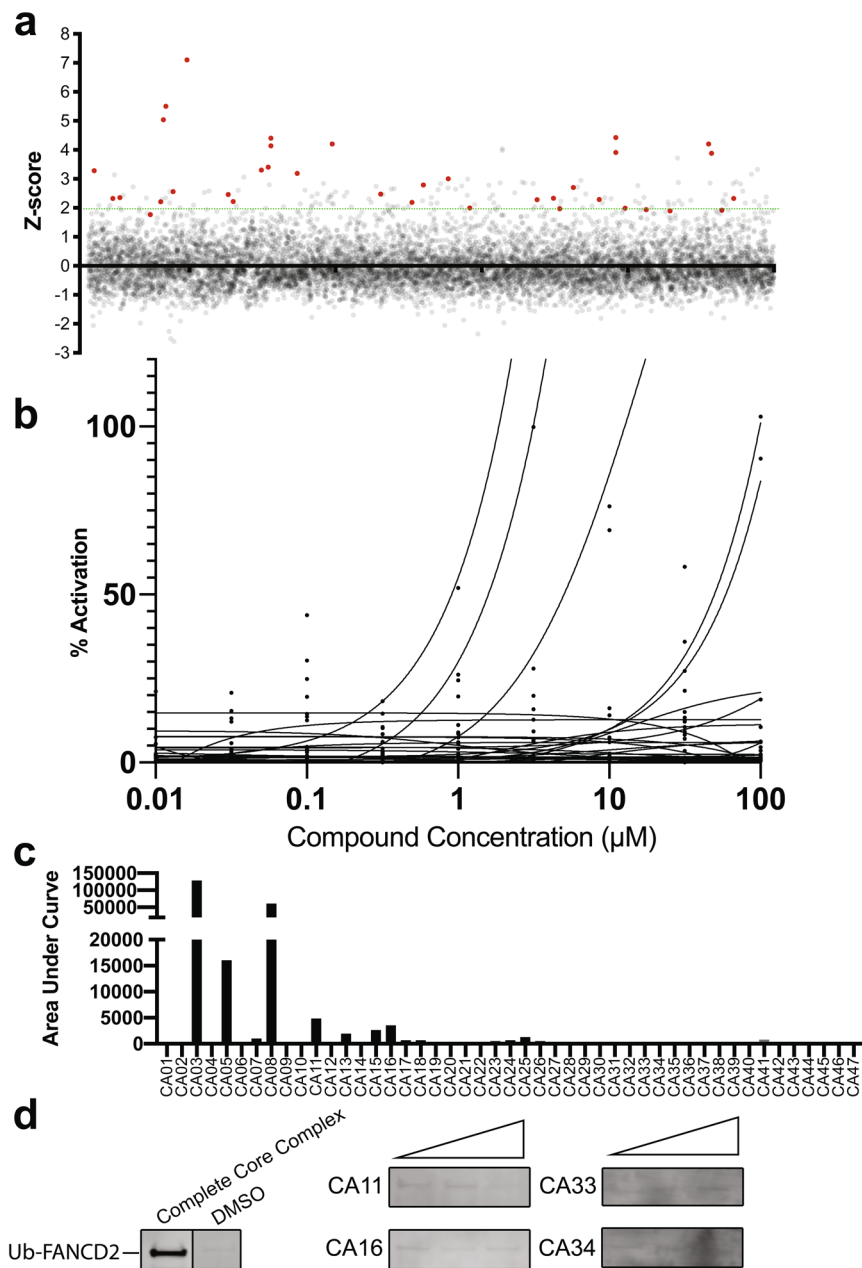 a
8
7
6
5
4
3
2
1
0
-1
-2
-3
Z-score
b
100
50
0
% Activation
0.01 0.1 1 10 100
Compound Concentration (µM)
c
150000
100000
50000
20000
15000
10000
5000
0
Area Under Curve
CA01 CA02 CA03 CA04 CA05 CA06 CA07 CA08 CA09 CA10 CA11 CA12 CA13 CA14 CA15 CA16 CA17 CA18 CA19 CA20 CA21 CA22 CA23 CA24 CA25 CA26 CA27 CA28 CA29 CA30 CA31 CA32 CA33 CA34 CA35 CA36 CA37 CA38 CA39 CA40 CA41 CA42 CA43 CA44 CA45 CA46 CA47
d
Complete Core Complex
DMSO
Ub-FANCD2
CA11
CA33
CA16
CA34